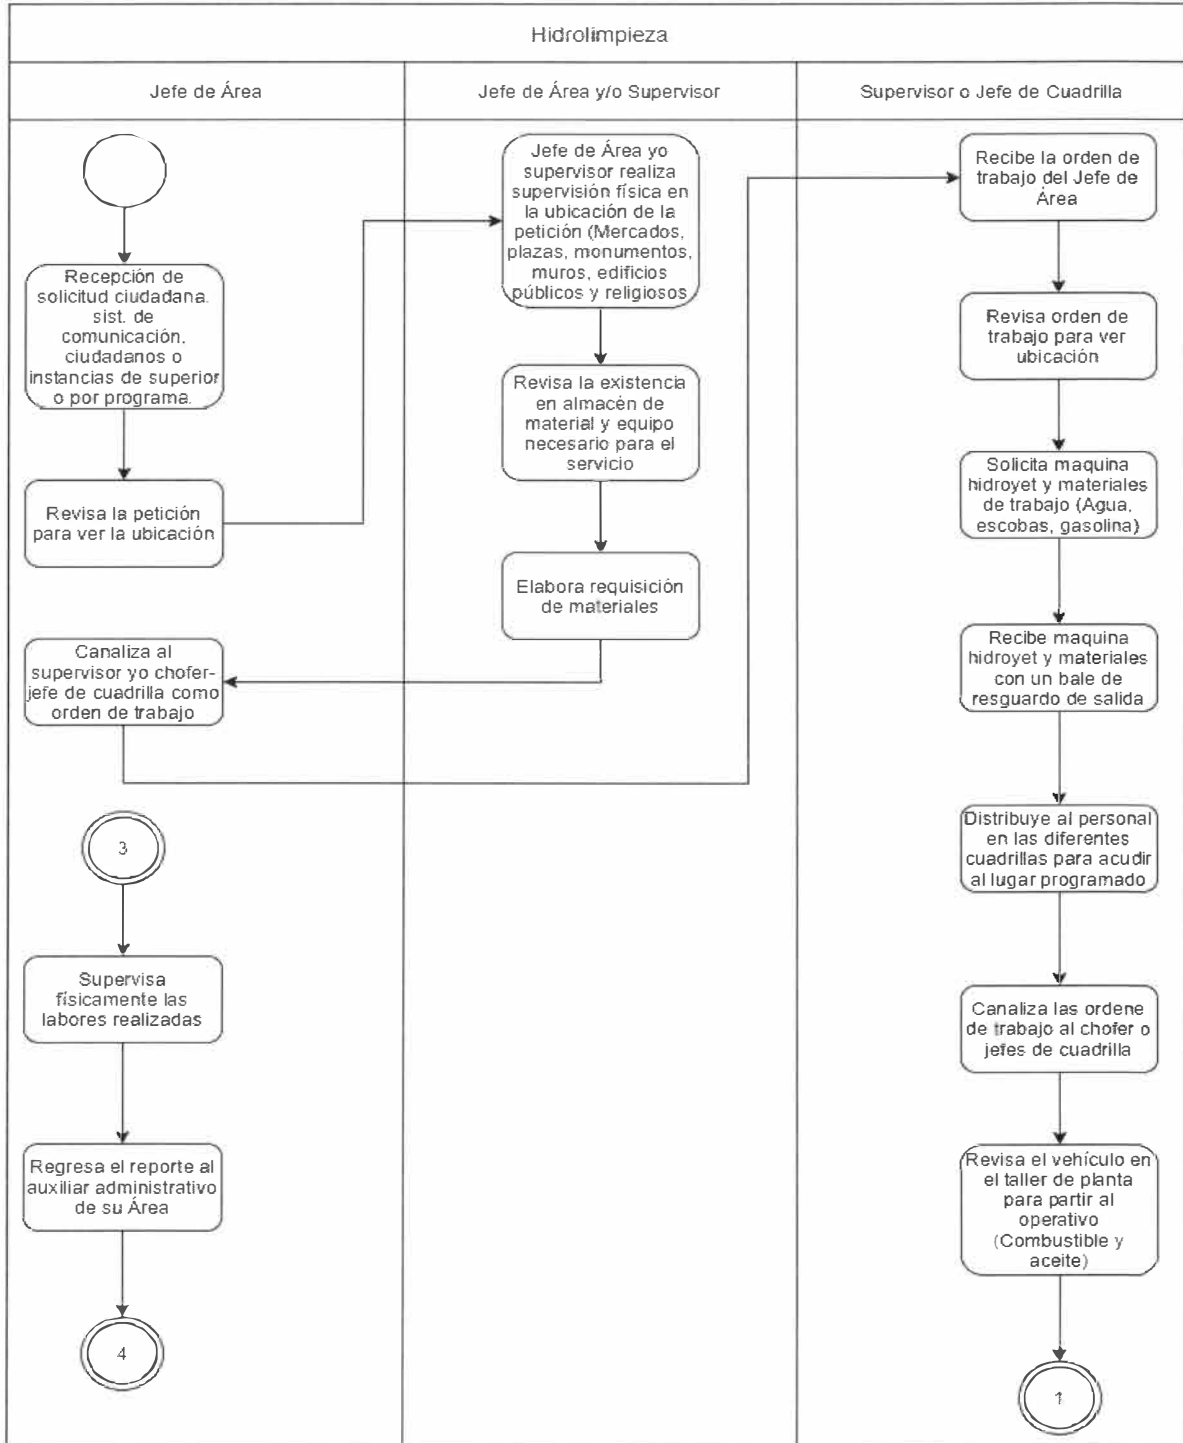 Hidrolimpieza
Jefe de Área
Jefe de Área y/o Supervisor
Supervisor o Jefe de Cuadrilla
Recepción de
solicitud ciudadana.
sist. de
comunicación,
ciudadanos o
instancias de superior
o por programa.
Revisa la petición
para ver la ubicación
Jefe de Área yo
supervisor realiza
supervisión física en
la ubicación de la
petición (Mercados,
plazas, monumentos,
muros, edificios
públicos y religiosos
Revisa la existencia
en almacén de
material y equipo
necesario para el
servicio
Elabora requisición
de materiales
Canaliza al
supervisor yo chofer-
jefe de cuadrilla como
orden de trabajo
Recibe la orden de
trabajo del Jefe de
Área
Revisa orden de
trabajo para ver
ubicación
Solicita maquina
hidroyet y materiales
de trabajo (Agua,
escobas, gasolina)
Recibe maquina
hidroyet y materiales
con un bale de
resguardo de salida
Distribuye al personal
en las diferentes
cuadrillas para acudir
al lugar programado
Canaliza las ordene
de trabajo al chofer o
jefes de cuadrilla
Revisa el vehículo en
el taller de planta
para partir al
operativo
(Combustible y
aceite)
1
3
Supervisa
físicamente las
labores realizadas
Regresa el reporte al
auxiliar administrativo
de su Área
4